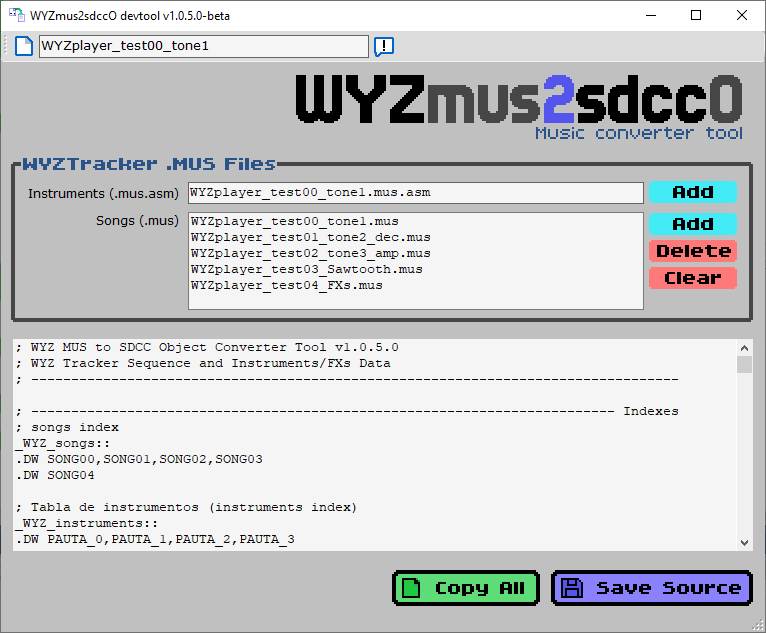 WYZmus2sdccO devtool v1.0.5.0-beta
WYZplayer_test00_tone1
WYZmus2sdccO
Music converter tool
WYZTracker .MUS Files
Instruments (.mus.asm) WYZplayer_test00_tone1.mus.asm Add
Songs (.mus) WYZplayer_test00_tone1.mus Add
WYZplayer_test01_tone2_dec.mus
WYZplayer_test02_tone3_amp.mus Delete
WYZplayer_test03_Sawtooth.mus
WYZplayer_test04_FXs.mus Clear
; WYZ MUS to SDCC Object Converter Tool v1.0.5.0
; WYZ Tracker Sequence and Instruments/FXs Data
; ---------------------------------------------------------------------------------
; ------------------------------------------------------------------------- Indexes
; songs index
_WYZ_songs::
.DW SONG00,SONG01,SONG02,SONG03
.DW SONG04
; Tabla de instrumentos (instruments index)
_WYZ_instruments::
.DW PAUTA_0,PAUTA_1,PAUTA_2,PAUTA_3
Copy All Save Source